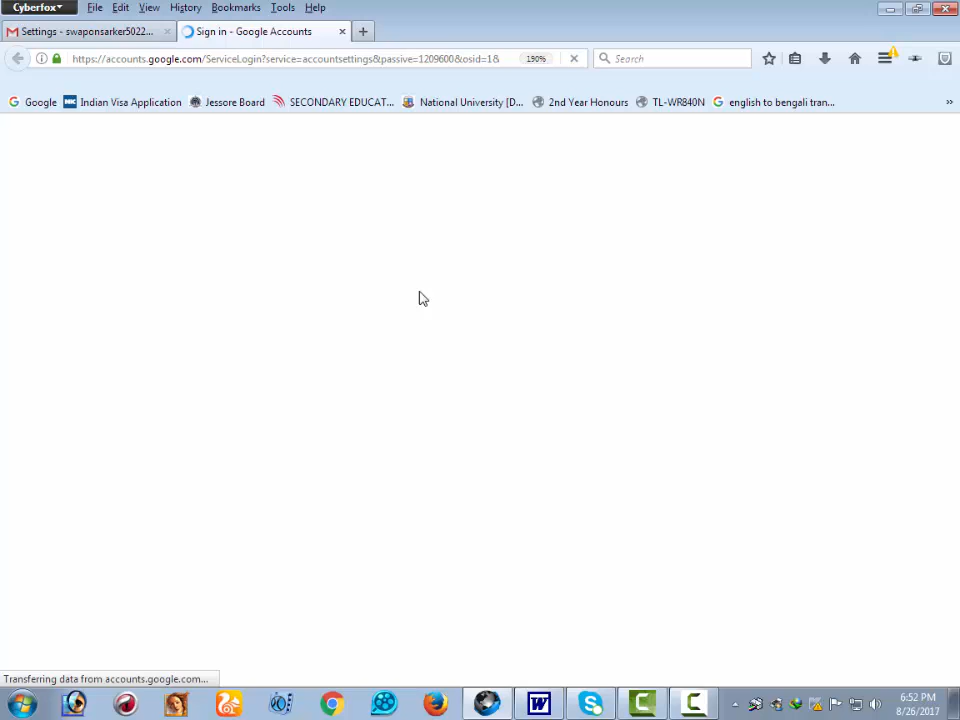 Cyberfox File Edit View History Bookmarks Tools Help
Settings - swaponsarker5022... Sign in - Google Accounts
https://accounts.google.com/ServiceLogin?service=accountsettings&passive=1209600&osid=1& 190% Search
Google Indian Visa Application Jessore Board SECONDARY EDUCAT... National University [D... 2nd Year Honours TL-WR840N english to bengali tran... »
Transferring data from accounts.google.com...
6:52 PM
8/26/2017